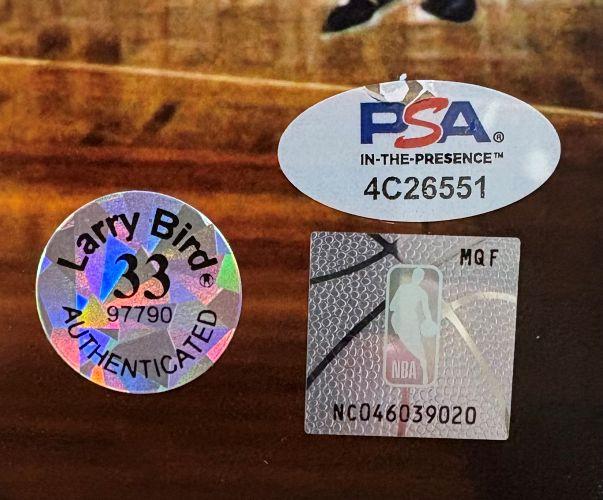 PSA®
IN-THE-PRESENCE™
4C26551
Larry Bird®
33
97790
AUTHENTICATED
MQF
NBA
NC046039020